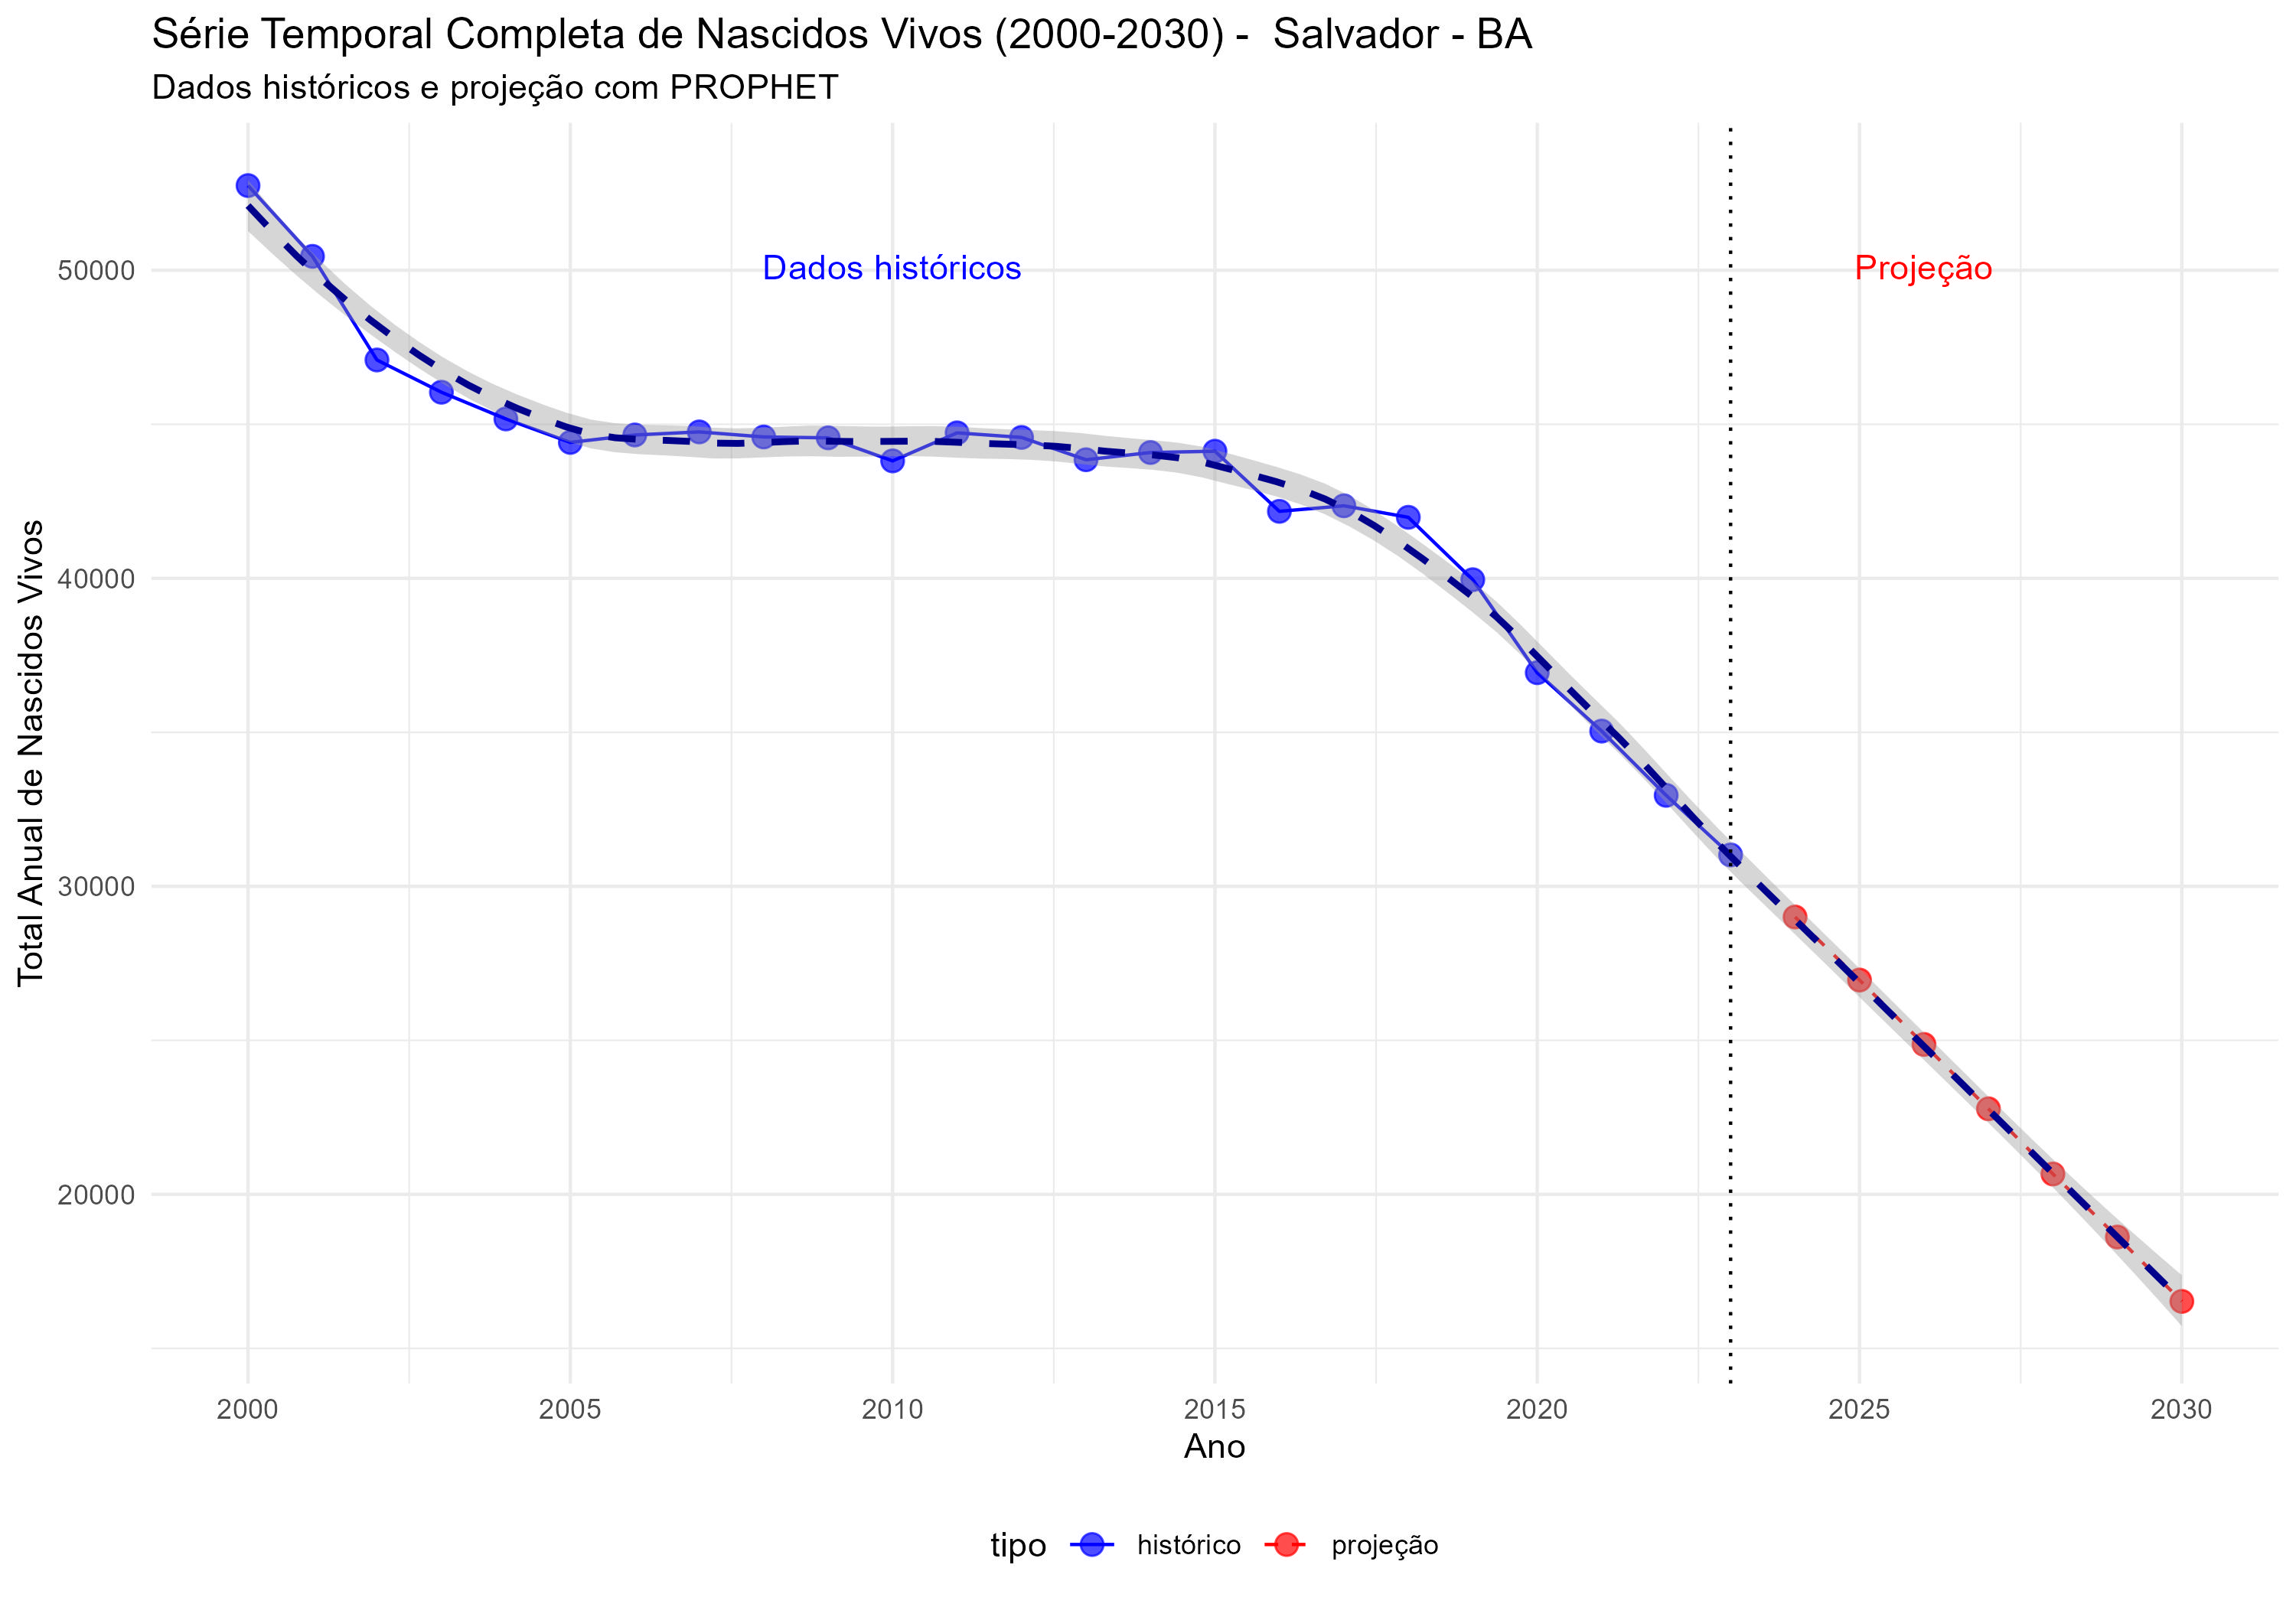 Série Temporal Completa de Nascidos Vivos (2000-2030) -  Salvador - BA
Dados históricos e projeção com PROPHET
Total Anual de Nascidos Vivos
50000
40000
30000
20000
Dados históricos
Projeção
2000 2005 2010 2015 2020 2025 2030
Ano
tipo histórico projeção